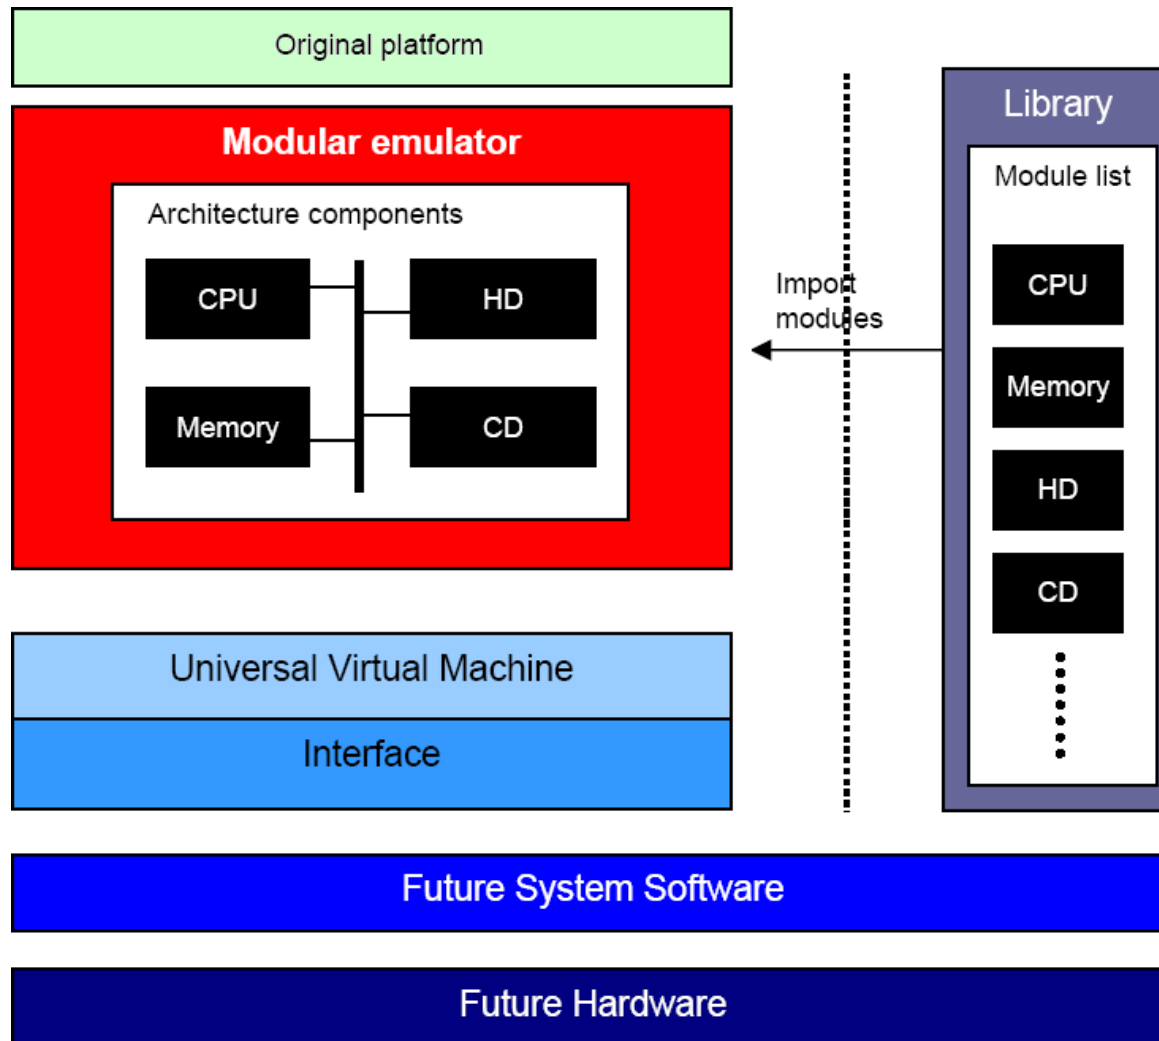 Original platform
Modular emulator
Architecture components
CPU
HD
Memory
CD
Import
modules
Library
Module list
CPU
Memory
HD
CD
Universal Virtual Machine
Interface
Future System Software
Future Hardware